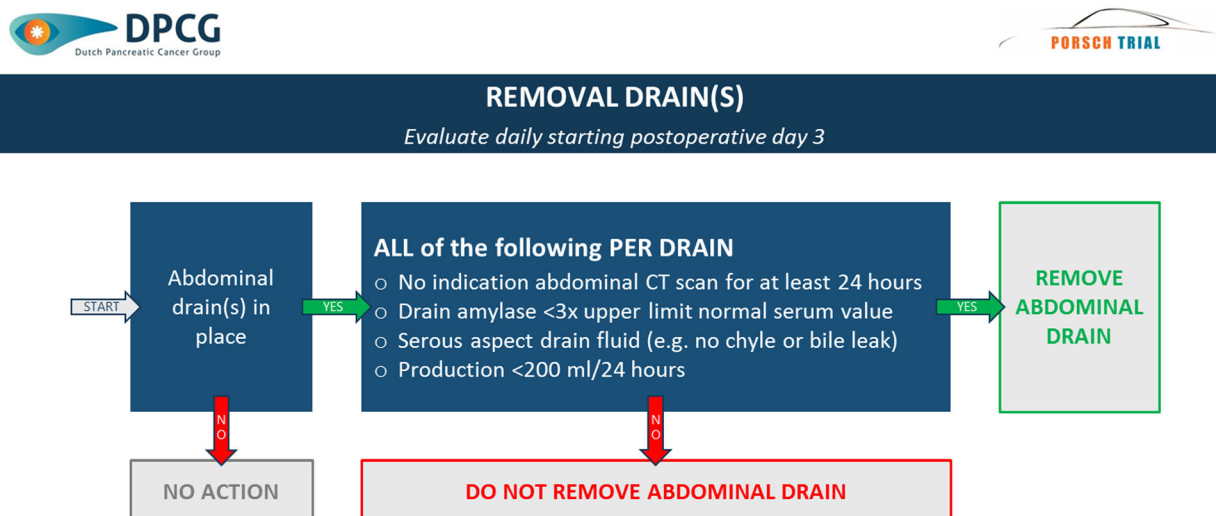 DPCG
Dutch Pancreatic Cancer Group
PORSCH TRIAL
REMOVAL DRAIN(S)
Evaluate daily starting postoperative day 3
START
Abdominal
drain(s) in
place
YES
ALL of the following PER DRAIN
○ No indication abdominal CT scan for at least 24 hours
○ Drain amylase <3x upper limit normal serum value
○ Serous aspect drain fluid (e.g. no chyle or bile leak)
○ Production <200 ml/24 hours
YES
REMOVE
ABDOMINAL
DRAIN
NO
NO
NO ACTION
DO NOT REMOVE ABDOMINAL DRAIN